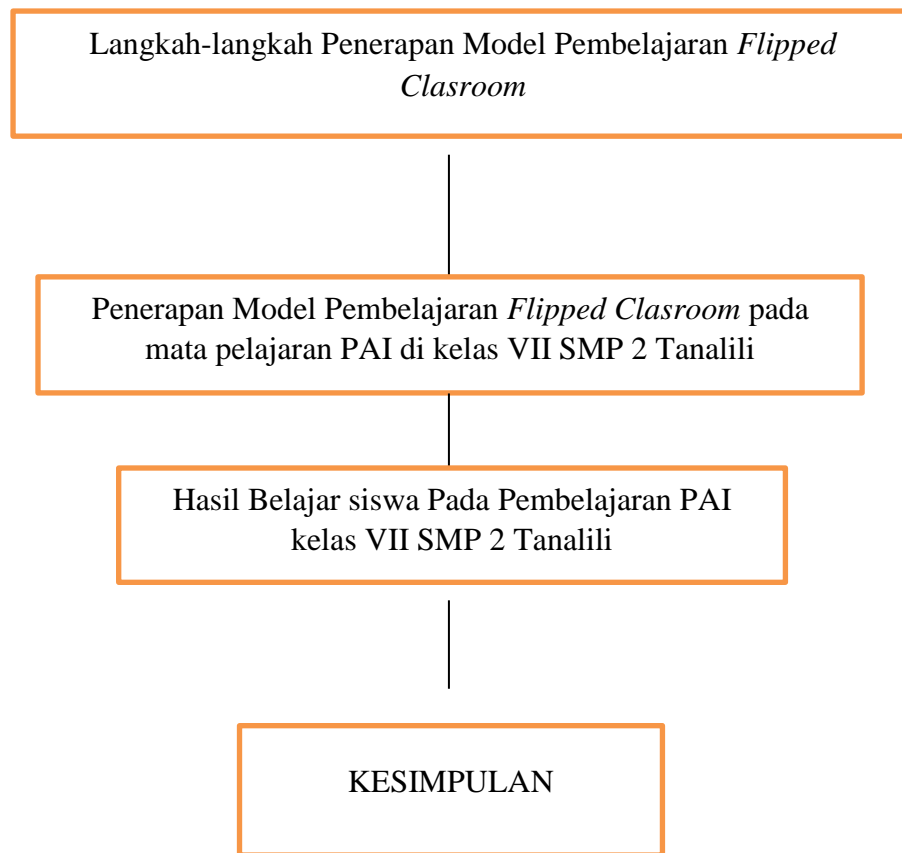 Langkah-langkah Penerapan Model Pembelajaran Flipped
Clasroom
Penerapan Model Pembelajaran Flipped Clasroom pada
mata pelajaran PAI di kelas VII SMP 2 Tanalili
Hasil Belajar siswa Pada Pembelajaran PAI
kelas VII SMP 2 Tanalili
KESIMPULAN